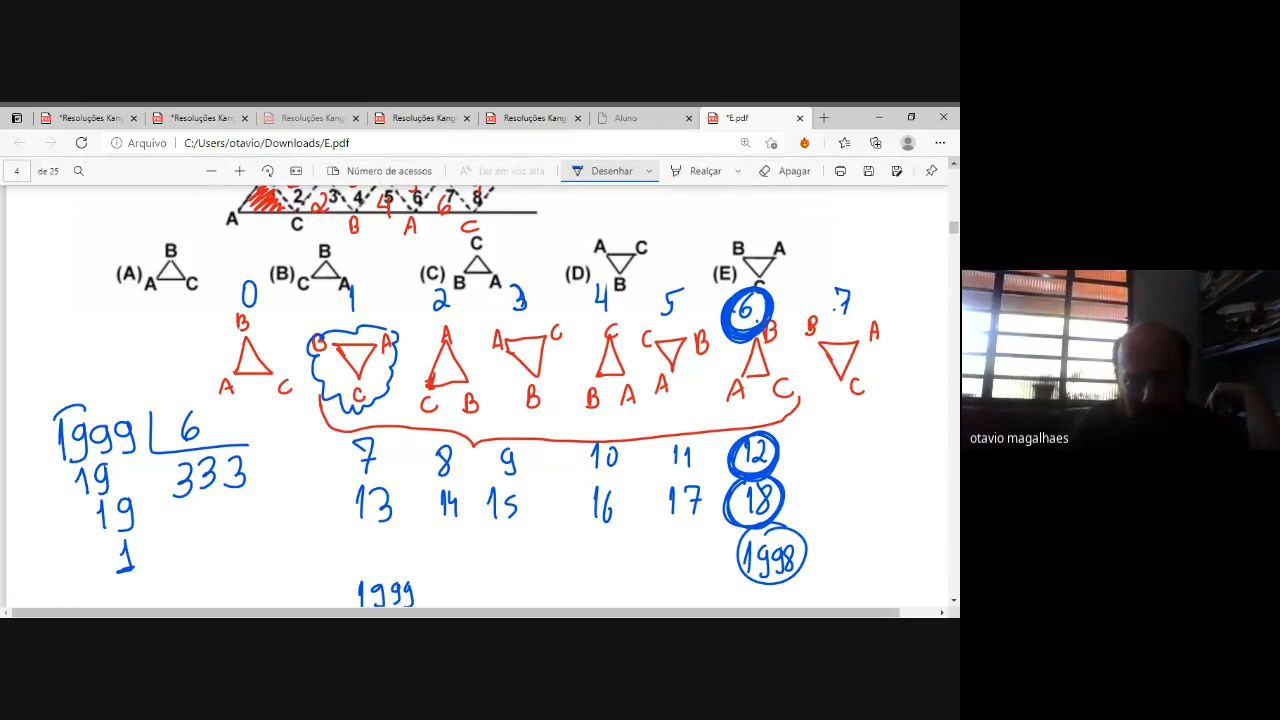 *Resoluções Kang
*Resoluções Kang
Resoluções Kang
Resoluções Kang
Resoluções Kang
Aluno
*E.pdf
Arquivo
C:/Users/otavio/Downloads/E.pdf
4 de 25
Número de acessos
Ler em voz alta
Desenhar
Realçar
Apagar
2 2 3 4 4 5 6 6 7 8
A C B A C
(A) B A C
(B) B C A
(C) C B A
(D) A C B
(E) B A C
0 1 2 3 4 5 6 7
B B A A A C C C B B B A
A C C C B B B A A A C C
otavio magalhaes
1999 6
19 333
19
1
7 8 9 10 11 12
13 14 15 16 17 18
1998
1999